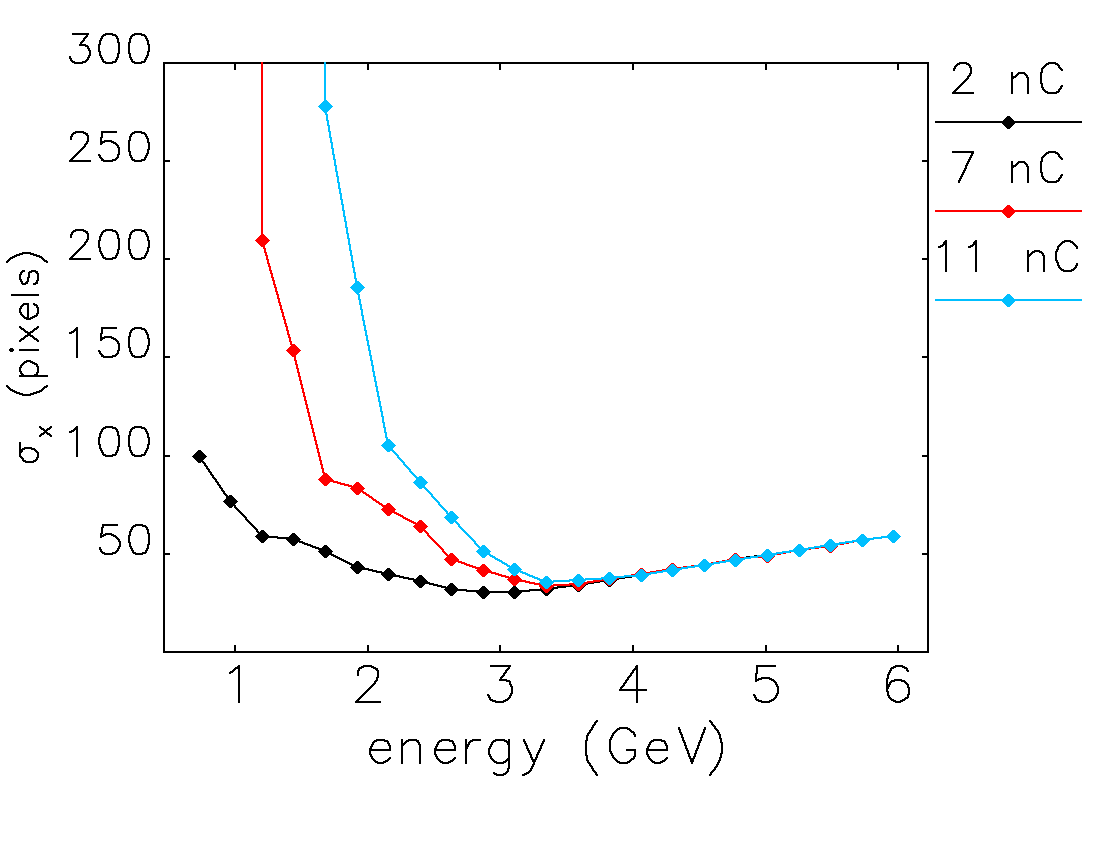 300
250
200
150
100
50
σx (pixels)
1 2 3 4 5 6
energy (GeV)
2 nC
7 nC
11 nC